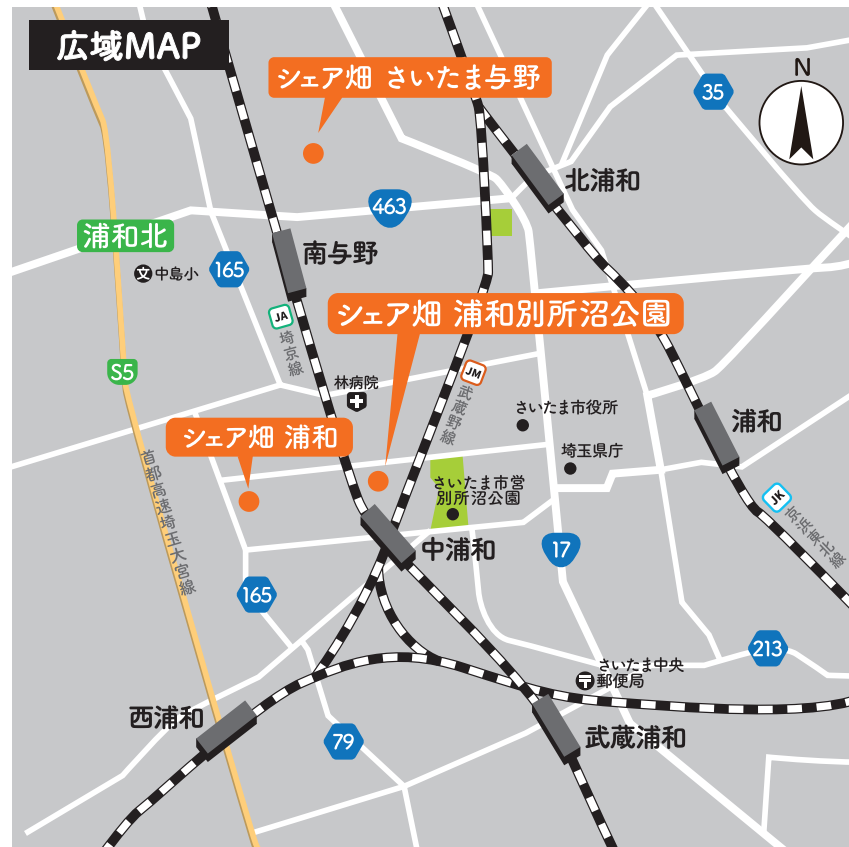 広域MAP
N
シェア畑 さいたま与野
35
北浦和
463
浦和北
南与野
中島小
文
165
JA
埼京線
シェア畑 浦和別所沼公園
S5
JM
武蔵野線
林病院
さいたま市役所
浦和
シェア畑 浦和
埼玉県庁
さいたま市営
別所沼公園
首都高速埼玉大宮線
JK
京浜東北線
中浦和
17
165
213
さいたま中央
郵便局
〒
西浦和
79
武蔵浦和